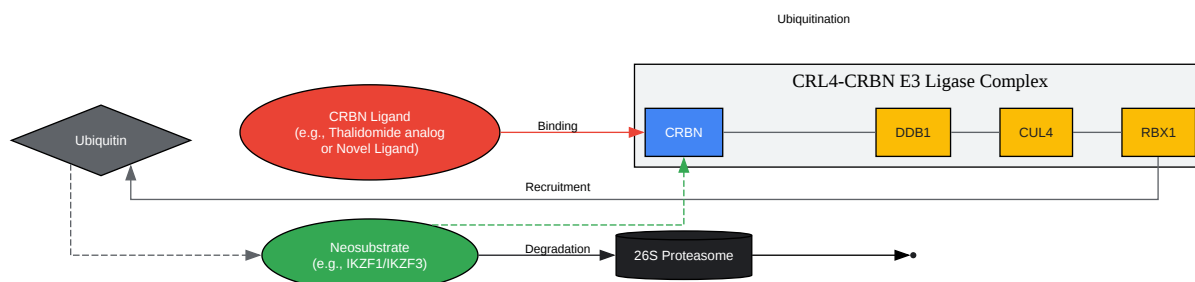 Ubiquitination
CRL4-CRBN E3 Ligase Complex
CRBN Ligand
(e.g., Thalidomide analog
or Novel Ligand)
Binding
CRBN
DDB1
CUL4
RBX1
Ubiquitin
Recruitment
Neosubstrate
(e.g., IKZF1/IKZF3)
Degradation
26S Proteasome